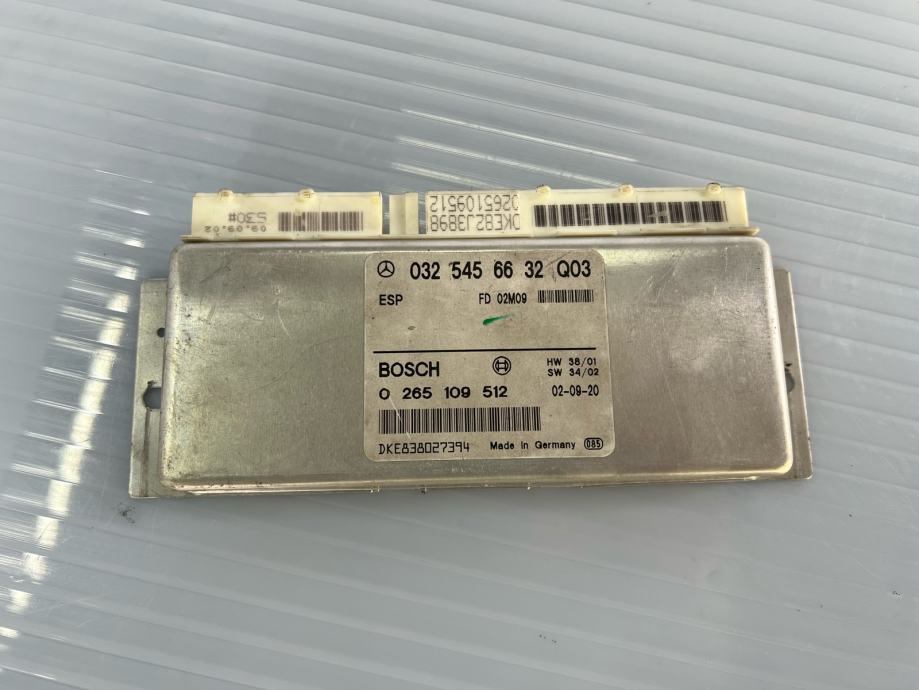 530#
09.09.02
DKE82J3898
0265109512
032 545 66 32 Q03
ESP FD 02M09
BOSCH HW 38/01
SW 34/02
0 265 109 512 02-09-20
DKE838027394 Made in Germany 085